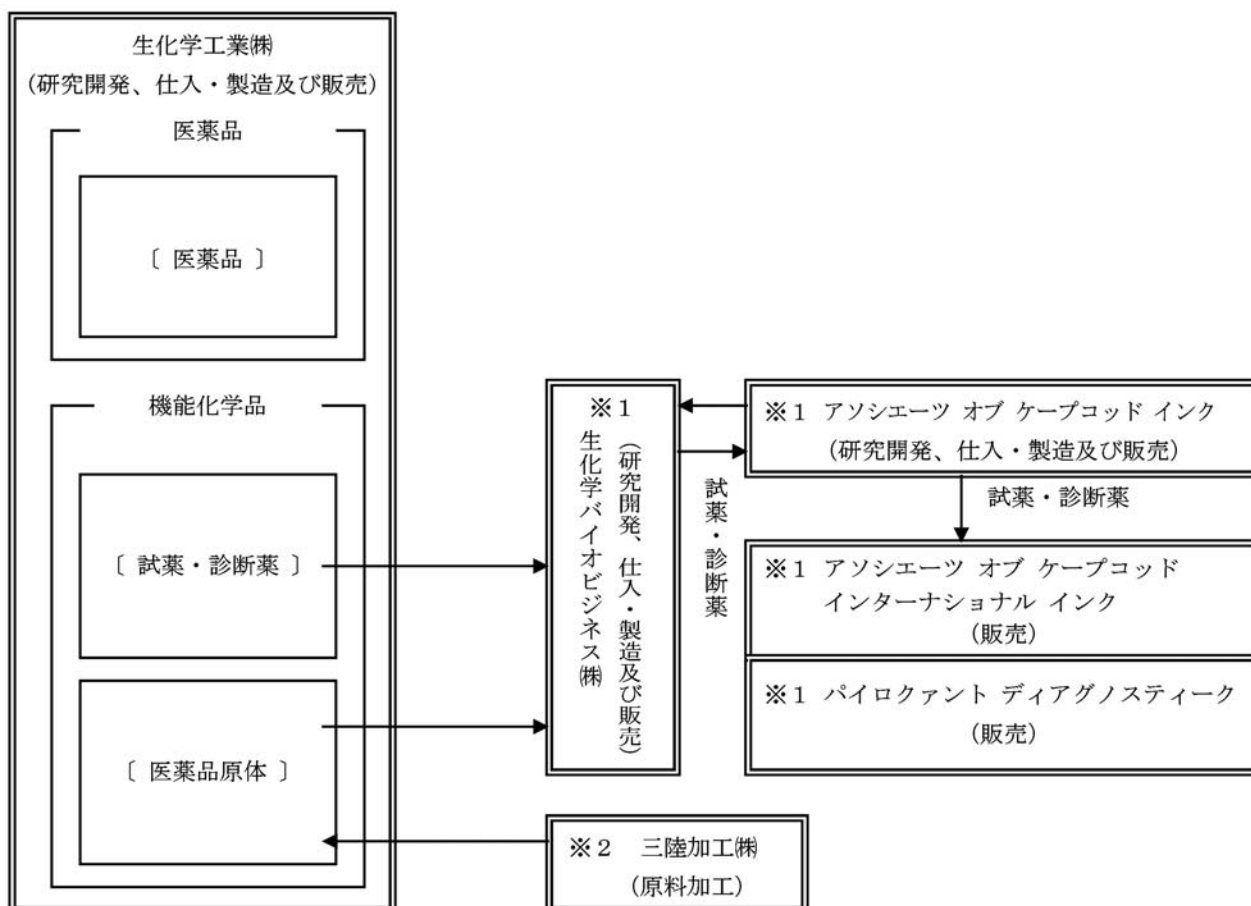 生化学工業㈱
(研究開発、仕入・製造及び販売)
医薬品
〔 医薬品 〕
機能化学品
〔 試薬・診断薬 〕
〔 医薬品原体 〕
※1
生化学バイオビジネス㈱
(研究開発、仕入・製造及び販売)
試薬・診断薬
※1 アソシエーツ オブ ケープコッド インク
(研究開発、仕入・製造及び販売)
試薬・診断薬
※1 アソシエーツ オブ ケープコッド
インターナショナル インク
(販売)
※1 パイロクァント ディアグノスティーク
(販売)
※2 三陸加工㈱
(原料加工)